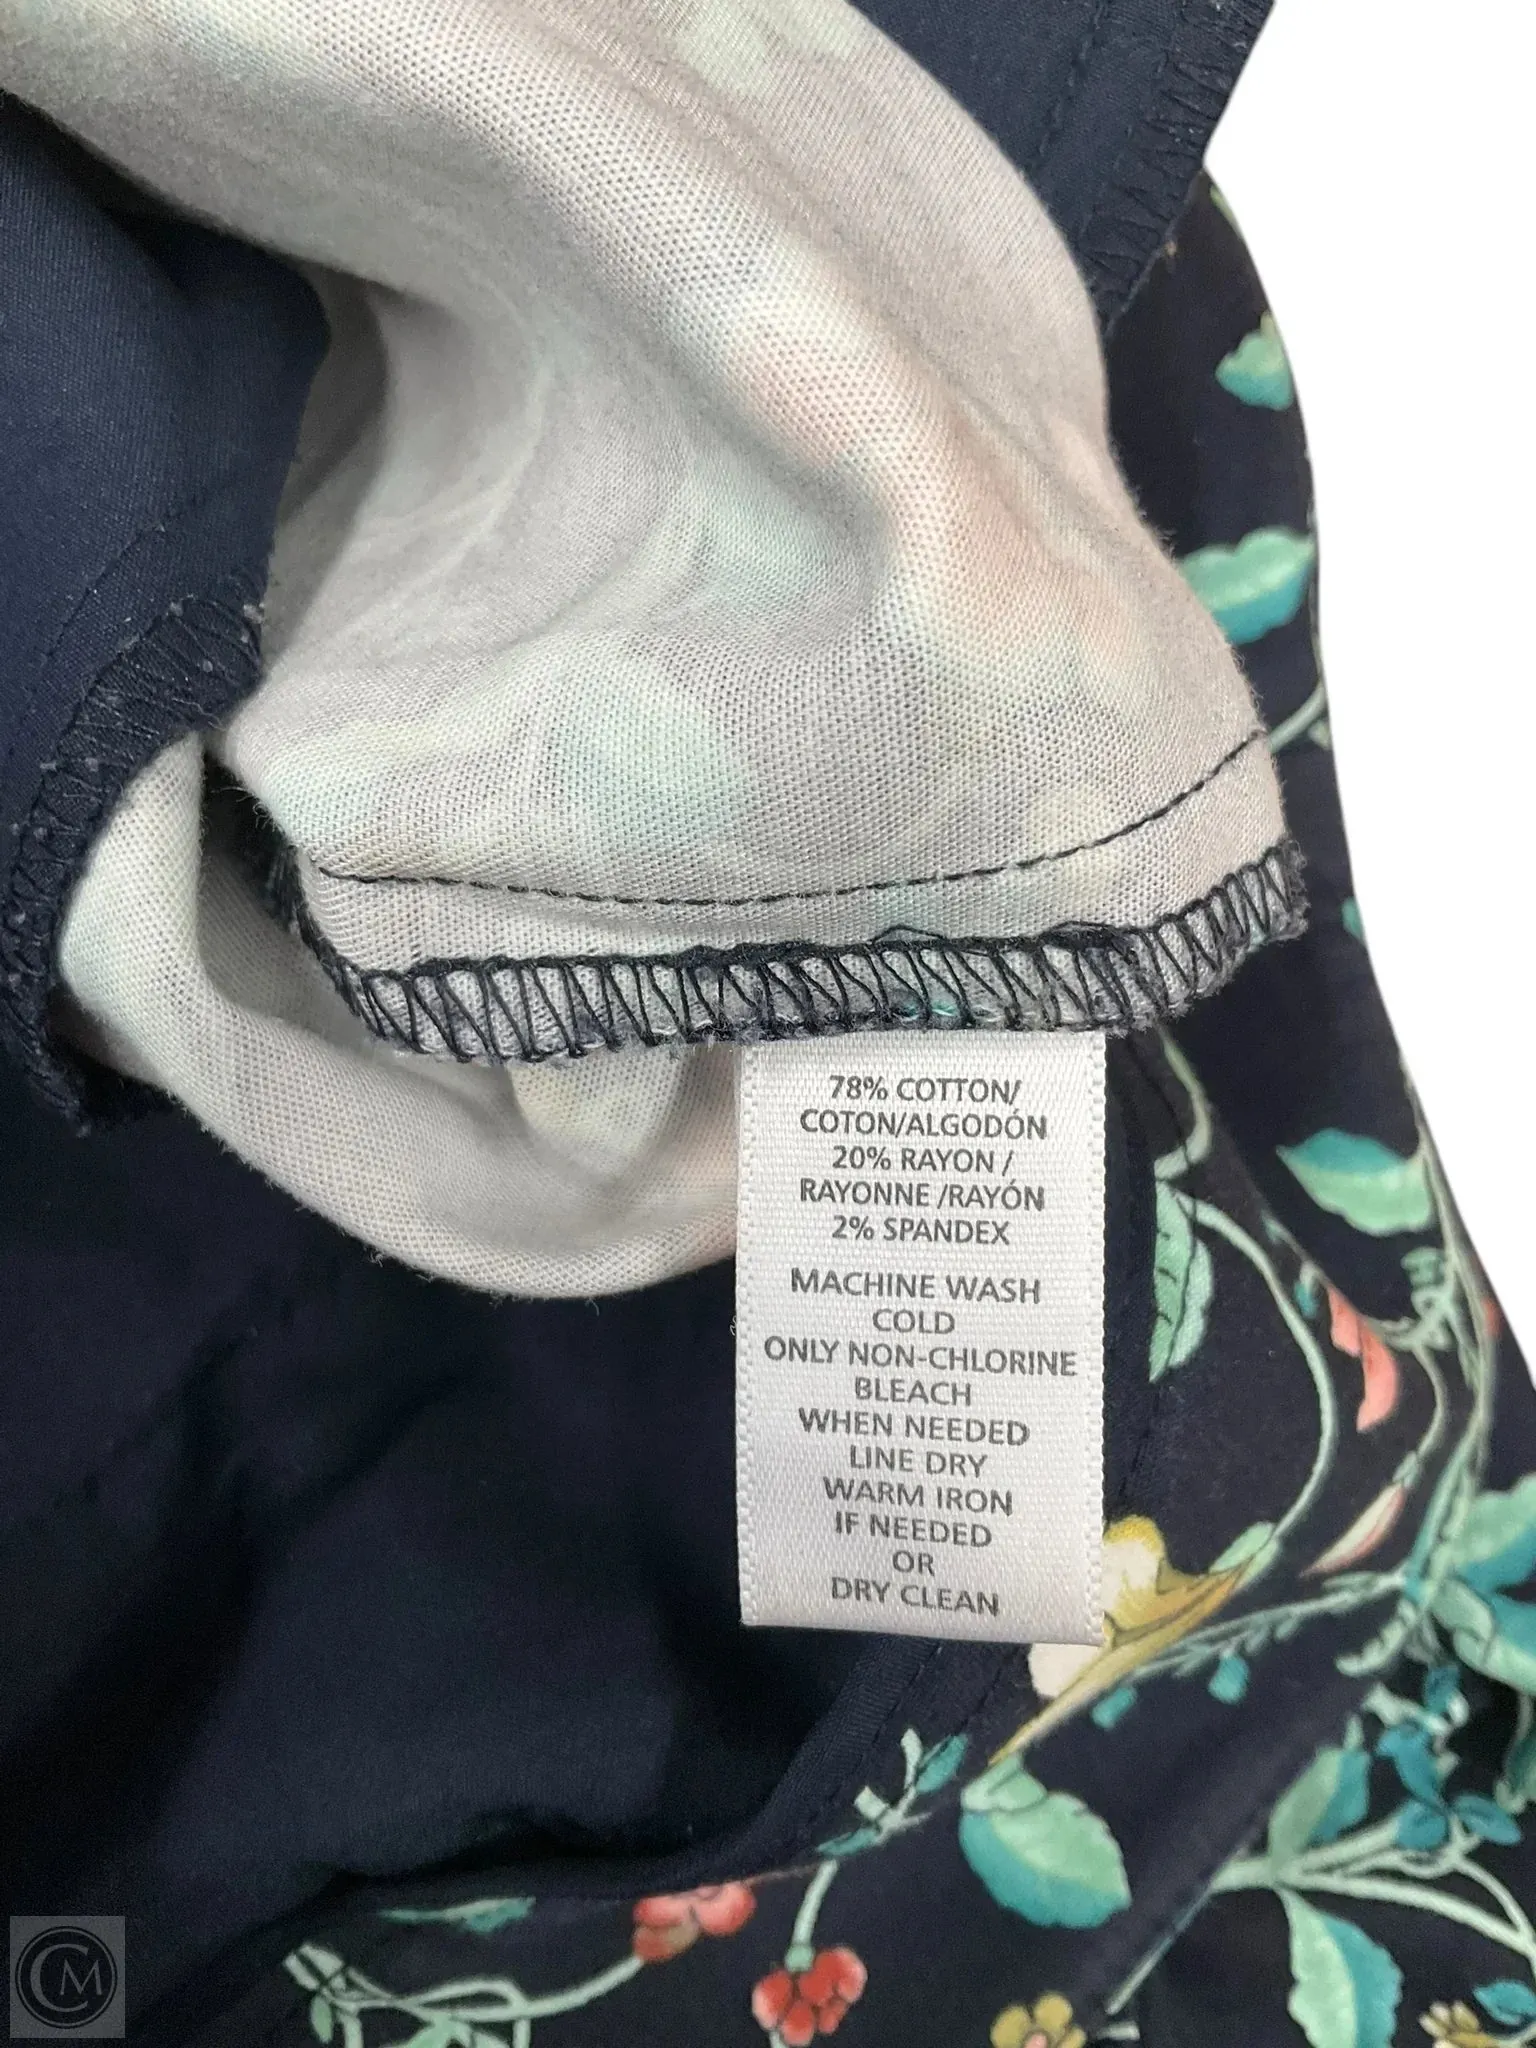 78% COTTON/
COTON/ALGODÓN
20% RAYON /
RAYONNE /RAYÓN
2% SPANDEX
MACHINE WASH
COLD
ONLY NON-CHLORINE
BLEACH
WHEN NEEDED
LINE DRY
WARM IRON
IF NEEDED
OR
DRY CLEAN
CM